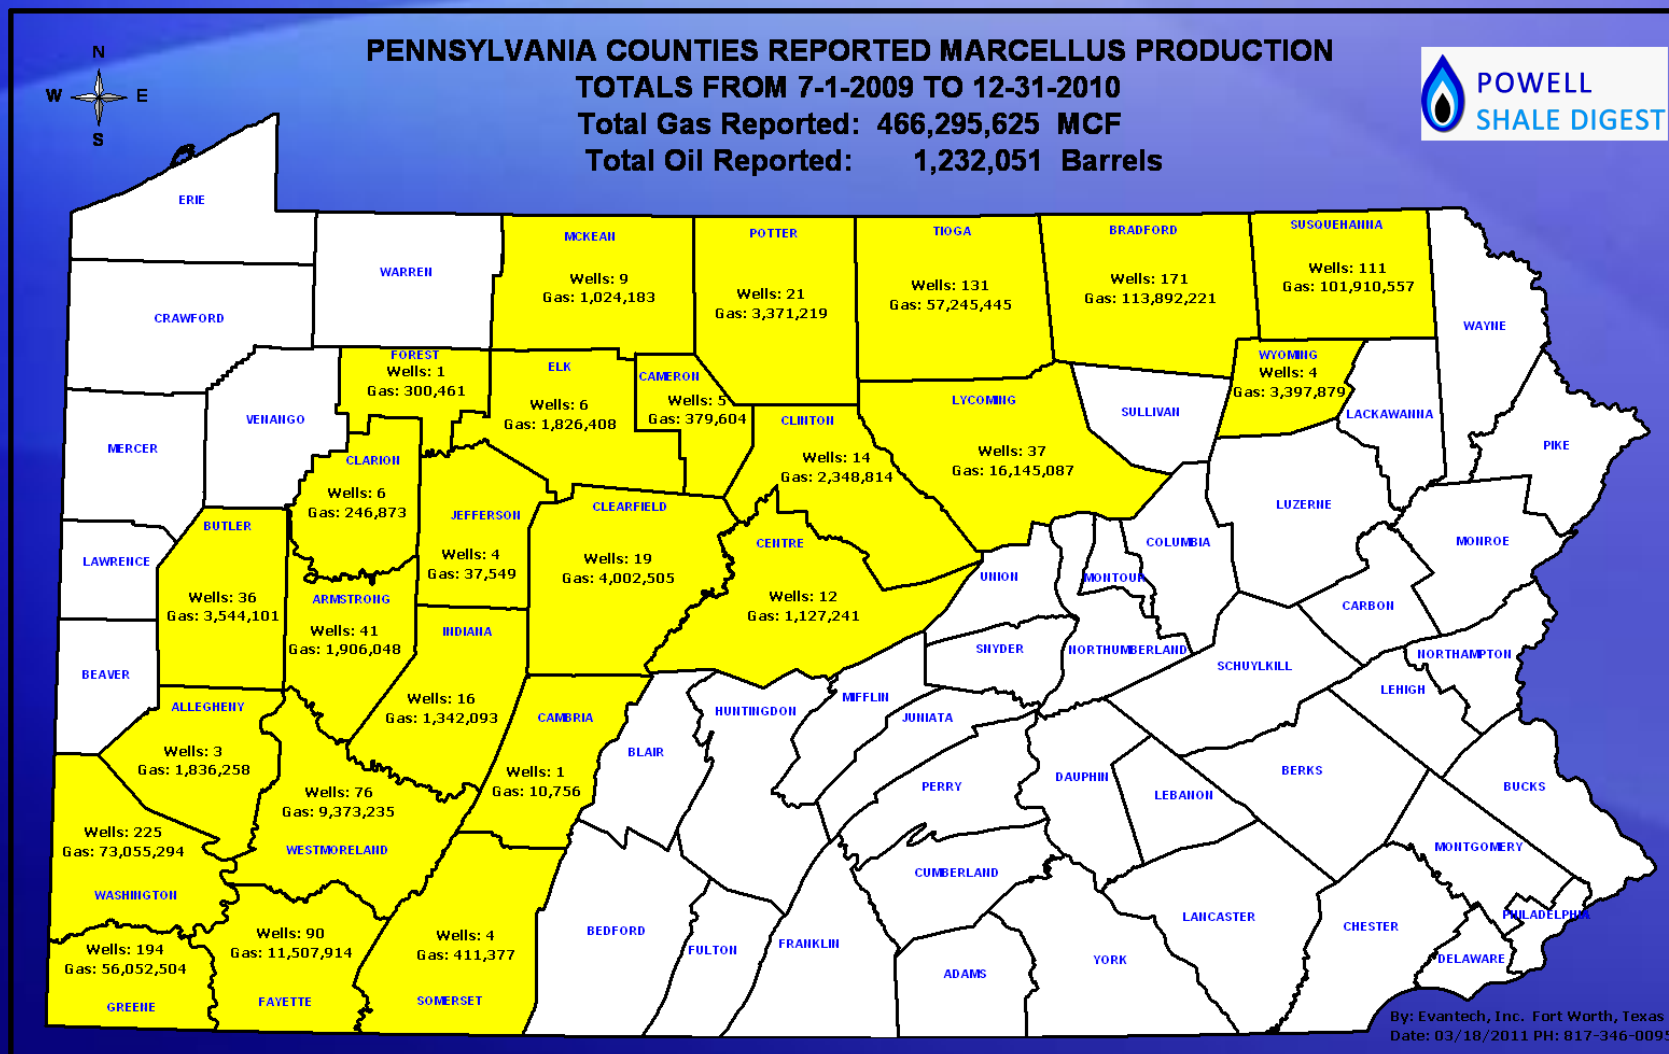 PENNSYLVANIA COUNTIES REPORTED MARCELLUS PRODUCTION
TOTALS FROM 7-1-2009 TO 12-31-2010
Total Gas Reported: 466,295,625 MCF
Total Oil Reported: 1,232,051 Barrels
N
W E
S
POWELL
SHALE DIGEST
ERIE
CRAWFORD
WARREN
MCKEAN
Wells: 9
Gas: 1,024,183
POTTER
Wells: 21
Gas: 3,371,219
TIOGA
Wells: 131
Gas: 57,245,445
BRADFORD
Wells: 171
Gas: 113,892,221
SUSQUEHANNA
Wells: 111
Gas: 101,910,557
WAYNE
FOREST
Wells: 1
Gas: 300,461
ELK
Wells: 6
Gas: 1,826,408
CAMERON
Wells: 5
Gas: 379,604
CLINTON
Wells: 14
Gas: 2,348,814
LYCOMING
Wells: 37
Gas: 16,145,087
SULLIVAN
WYOMING
Wells: 4
Gas: 3,397,879
LACKAWANNA
PIKE
MERCER
VENANGO
CLARION
Wells: 6
Gas: 246,873
JEFFERSON
Wells: 4
Gas: 37,549
CLEARFIELD
Wells: 19
Gas: 4,002,505
CENTRE
Wells: 12
Gas: 1,127,241
UNION
MONTOUR
COLUMBIA
LUZERNE
MONROE
CARBON
LAWRENCE
BUTLER
Wells: 36
Gas: 3,544,101
ARMSTRONG
Wells: 41
Gas: 1,906,048
INDIANA
Wells: 16
Gas: 1,342,093
SNYDER
NORTHUMBERLAND
SCHUYLKILL
NORTHAMPTON
LEHIGH
BEAVER
ALLEGHENY
Wells: 3
Gas: 1,836,258
CAMBRIA
Wells: 1
Gas: 10,756
BLAIR
HUNTINGDON
MIFFLIN
JUNIATA
PERRY
DAUPHIN
LEBANON
BERKS
BUCKS
Wells: 225
Gas: 73,055,294
WASHINGTON
Wells: 76
Gas: 9,373,235
WESTMORELAND
CUMBERLAND
MONTGOMERY
Wells: 194
Gas: 56,052,504
GREENE
Wells: 90
Gas: 11,507,914
FAYETTE
Wells: 4
Gas: 411,377
SOMERSET
BEDFORD
FULTON
FRANKLIN
ADAMS
YORK
LANCASTER
CHESTER
PHILADELPHIA
DELAWARE
By: Evantech, Inc. Fort Worth, Texas
Date: 03/18/2011 PH: 817-346-0095